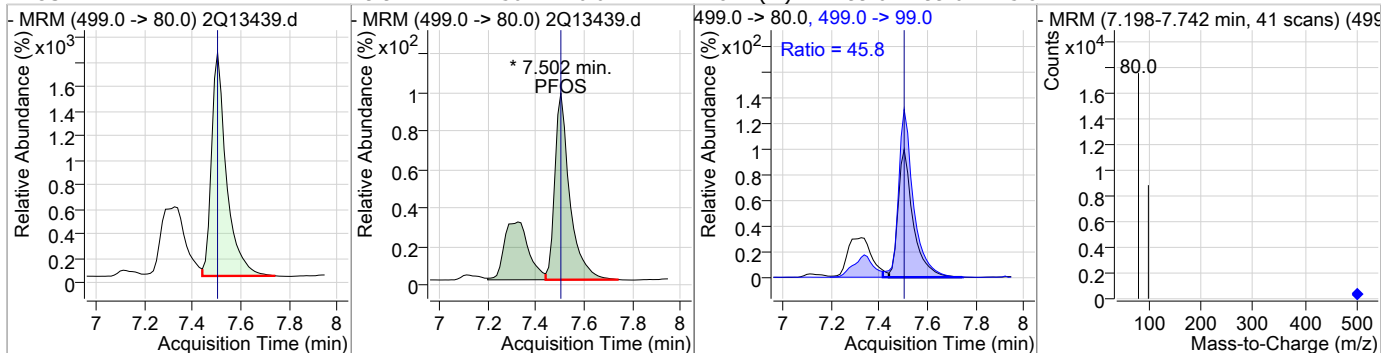 - MRM (499.0 -> 80.0) 2Q13439.d
Relative Abundance (%)
x10³
1.6
1.4
1.2
1
0.8
0.6
0.4
0.2
0
7 7.2 7.4 7.6 7.8 8
Acquisition Time (min)
- MRM (499.0 -> 80.0) 2Q13439.d
Relative Abundance (%)
x10²
* 7.502 min.
PFOS
1
0.8
0.6
0.4
0.2
0
7 7.2 7.4 7.6 7.8 8
Acquisition Time (min)
499.0 -> 80.0, 499.0 -> 99.0
Relative Abundance (%)
x10²
Ratio = 45.8
1.4
1.2
1
0.8
0.6
0.4
0.2
0
7 7.2 7.4 7.6 7.8 8
Acquisition Time (min)
- MRM (7.198-7.742 min, 41 scans) (499
Counts
x10⁴
80.0
1.8
1.6
1.4
1.2
1
0.8
0.6
0.4
0.2
0
100 200 300 400 500
Mass-to-Charge (m/z)